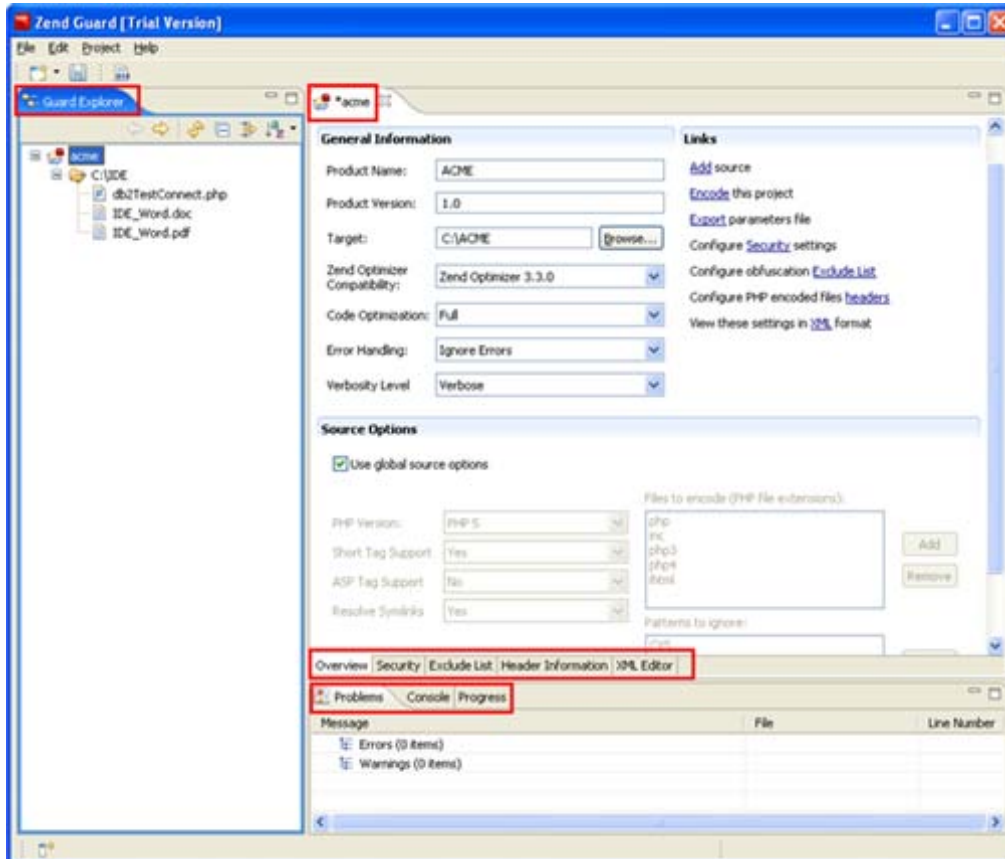 Zend Guard [Trial Version]
File Edit Project Help
Guard Explorer
acme
C:\IDE
db2TestConnect.php
IDE_Word.doc
IDE_Word.pdf
*acme
General Information
Product Name: ACME
Product Version: 1.0
Target: C:\ACME Browse...
Zend Optimizer Compatibility: Zend Optimizer 3.3.0
Code Optimization: Full
Error Handling: Ignore Errors
Verbosity Level Verbose
Links
Add source
Encode this project
Export parameters file
Configure Security settings
Configure obfuscation Exclude List
Configure PHP encoded files headers
View these settings in XML format
Source Options
Use global source options
PHP Version: PHP 5
Short Tag Support Yes
ASP Tag Support No
Resolve Symlinks Yes
Files to encode (PHP file extensions):
php
inc
php3
php4
phtml
Add
Remove
Patterns to ignore:
Overview Security Exclude List Header Information XML Editor
Problems Console Progress
Message File Line Number
Errors (0 items)
Warnings (0 items)